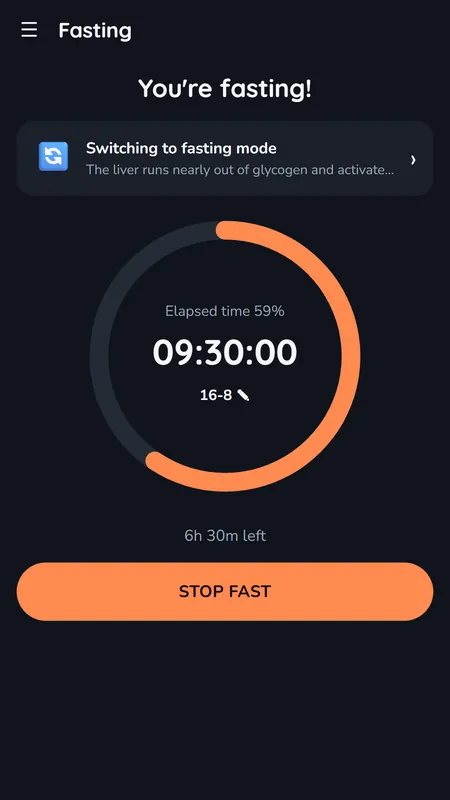 Fasting
You're fasting!
Switching to fasting mode
The liver runs nearly out of glycogen and activate...
Elapsed time 59%
09:30:00
16-8
6h 30m left
STOP FAST